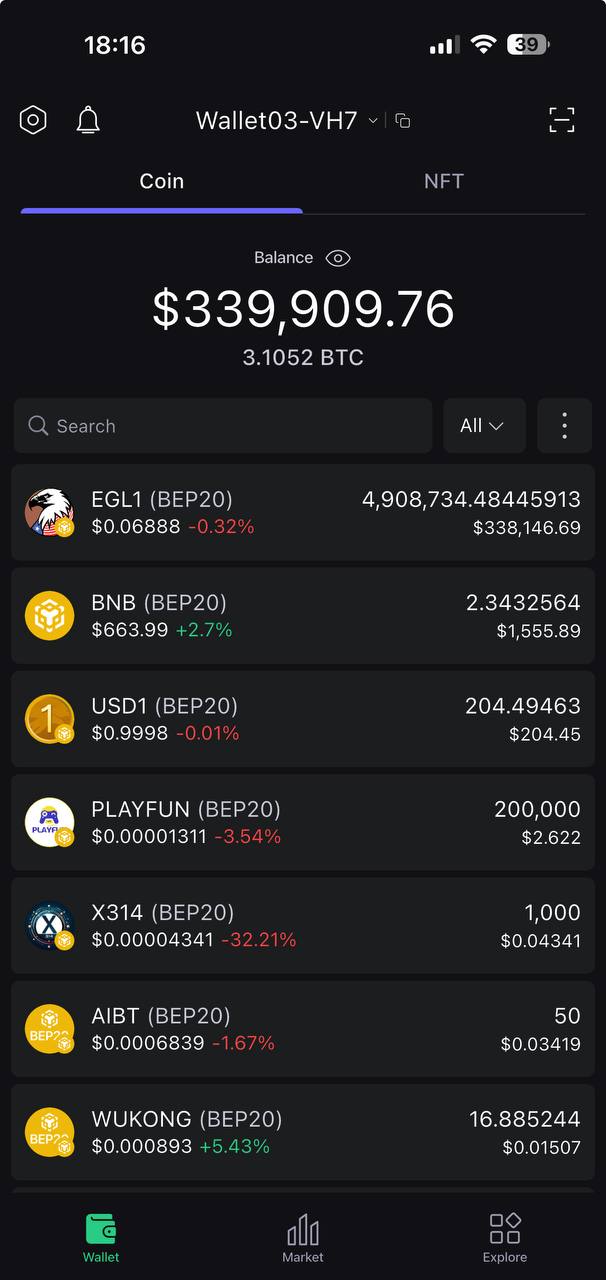 18:16
39
Wallet03-VH7
Coin
NFT
Balance
$339,909.76
3.1052 BTC
Search
All
EGL1 (BEP20)
4,908,734.48445913
$0.06888 -0.32%
$338,146.69
BNB (BEP20)
2.3432564
$663.99 +2.7%
$1,555.89
1
USD1 (BEP20)
204.49463
$0.9998 -0.01%
$204.45
PLAYFUN (BEP20)
200,000
$0.00001311 -3.54%
$2.622
X
X314 (BEP20)
1,000
$0.00004341 -32.21%
$0.04341
AIBT (BEP20)
50
BEP20
$0.0006839 -1.67%
$0.03419
WUKONG (BEP20)
16.885244
BEP20
$0.000893 +5.43%
$0.01507
Wallet
Market
Explore